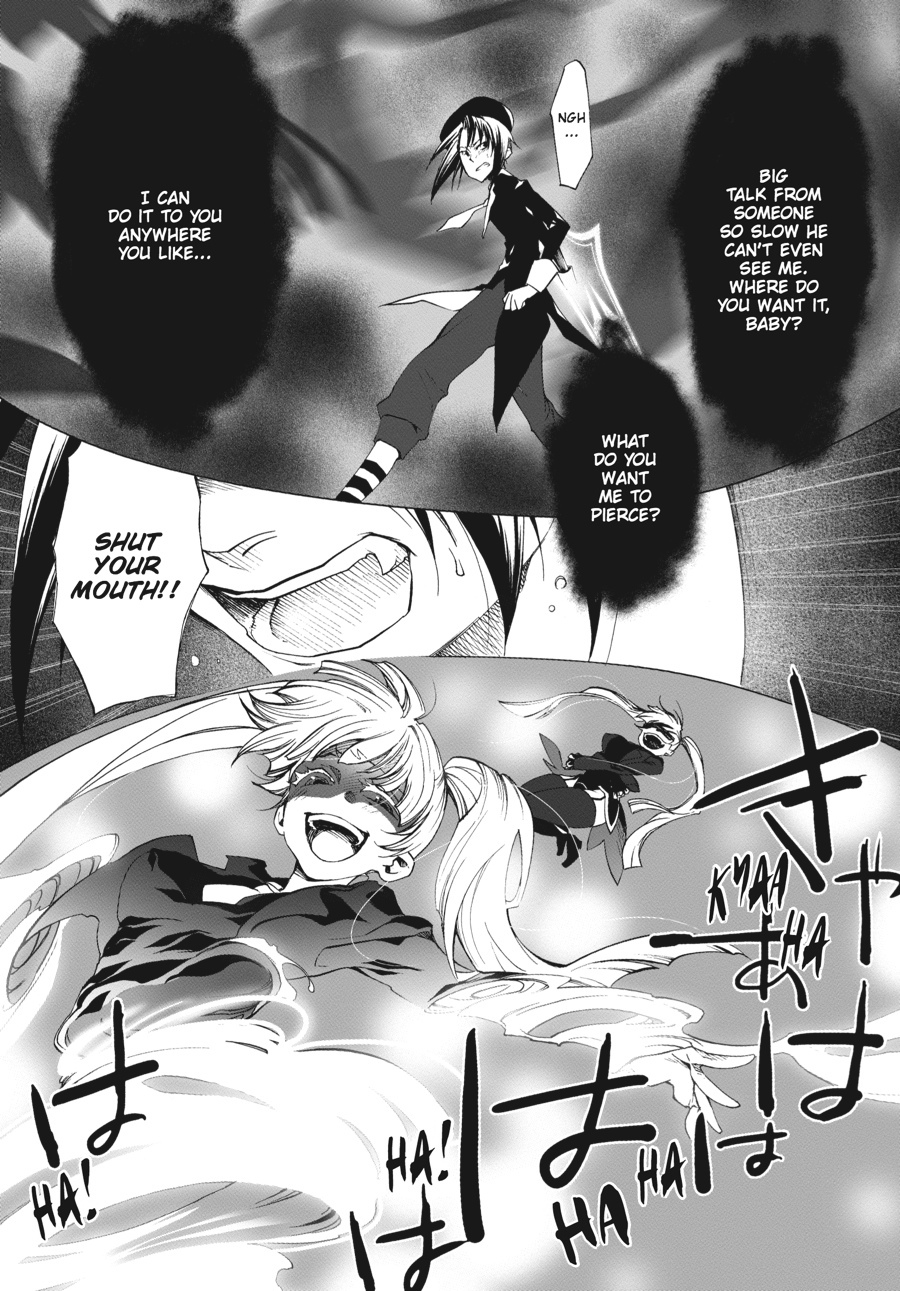 NGH
...
BIG
TALK FROM
SOMEONE
SO SLOW HE
CAN'T EVEN
SEE ME.
WHERE DO
YOU WANT IT,
BABY?
I CAN
DO IT TO YOU
ANYWHERE
YOU LIKE...
WHAT
DO YOU
WANT
ME TO
PIERCE?
SHUT
YOUR
MOUTH!!
きゃあはは
KYAA
HA
はは
HA
HA
は
HA!
は
HA!